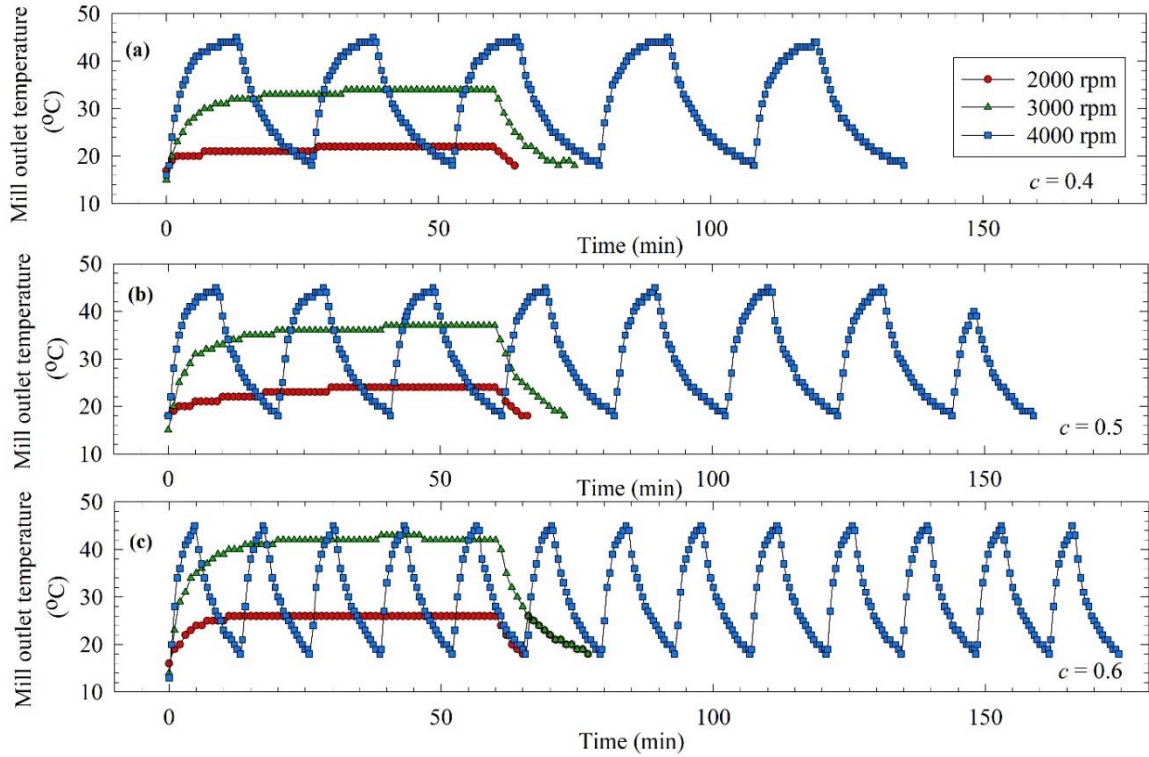 50
40
30
20
10
(a)
Mill outlet temperature
(°C)
2000 rpm
3000 rpm
4000 rpm
c = 0.4
0
50
100
150
Time (min)
50
40
30
20
10
(b)
Mill outlet temperature
(°C)
c = 0.5
0
50
100
150
Time (min)
50
40
30
20
10
(c)
Mill outlet temperature
(°C)
c = 0.6
0
50
100
150
Time (min)